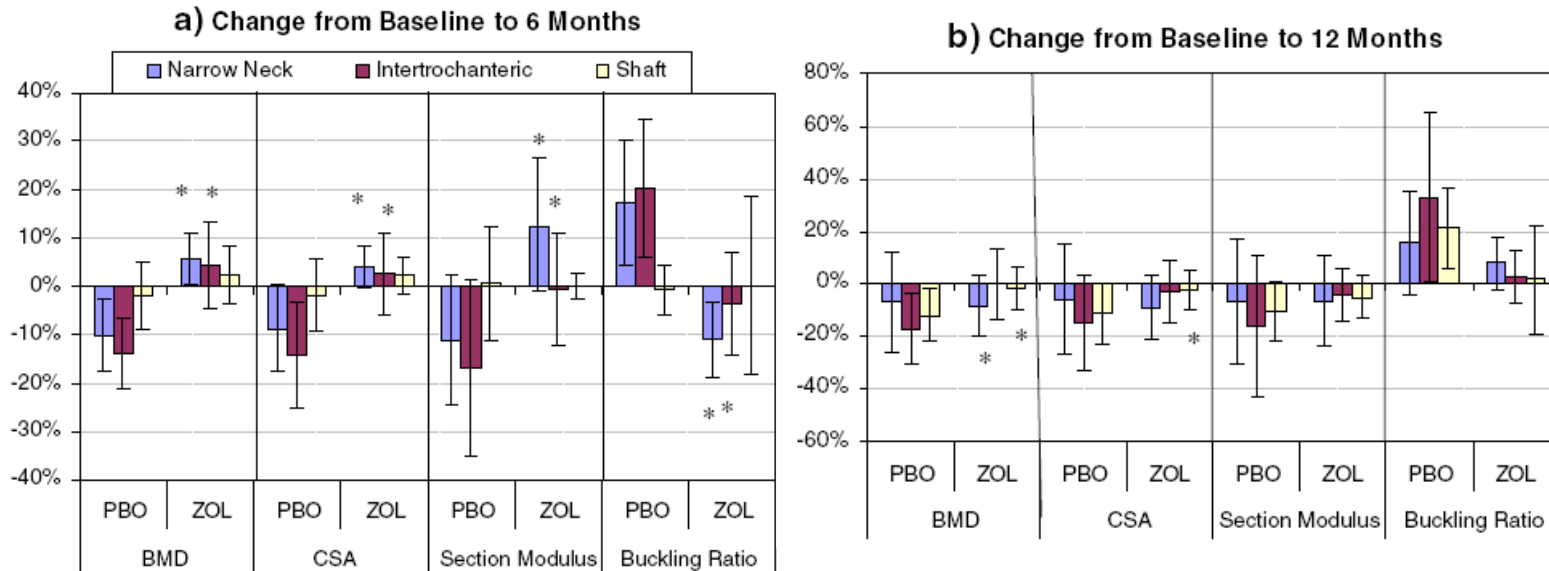 a) Change from Baseline to 6 Months
Narrow Neck Intertrochanteric Shaft
40%
30%
20%
10%
0%
-10%
-20%
-30%
-40%
* * * * * * * *
PBO ZOL PBO ZOL PBO ZOL PBO ZOL
BMD CSA Section Modulus Buckling Ratio
b) Change from Baseline to 12 Months
80%
60%
40%
20%
0%
-20%
-40%
-60%
* * *
PBO ZOL PBO ZOL PBO ZOL PBO ZOL
BMD CSA Section Modulus Buckling Ratio